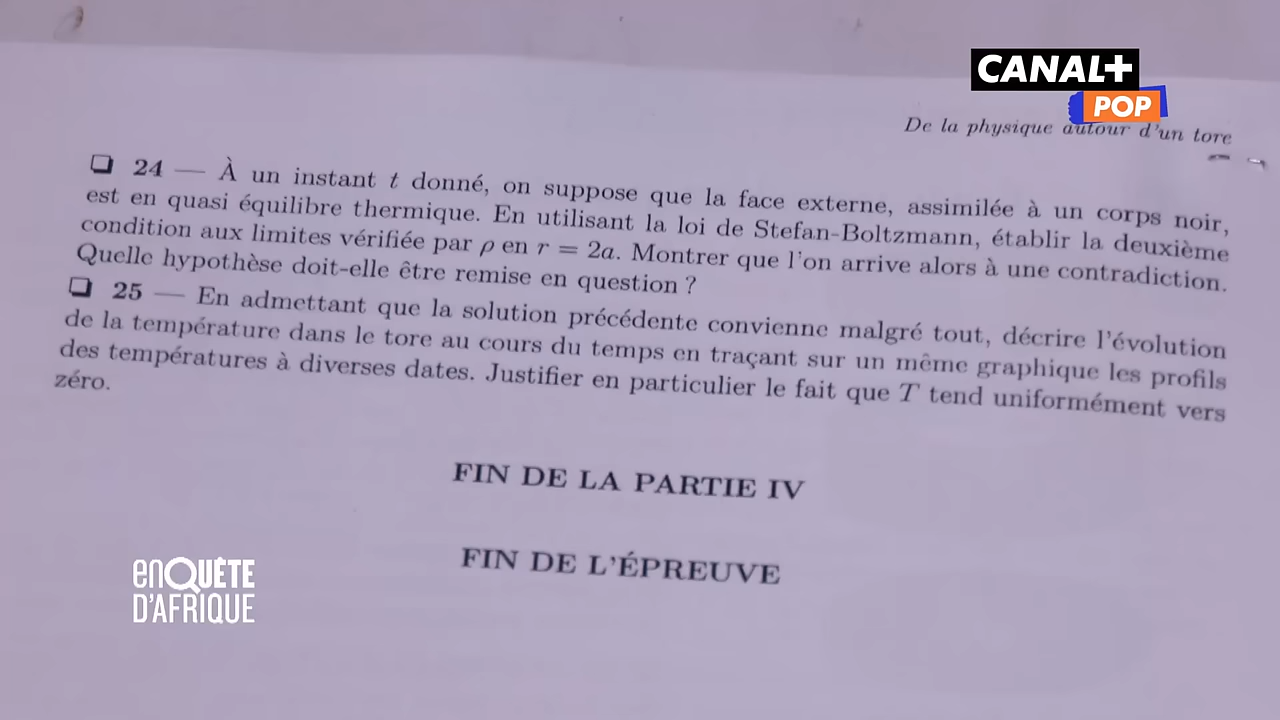 CANAL+
POP
De la physique autour d'un tore
❏ 24 — À un instant t donné, on suppose que la face externe, assimilée à un corps noir,
est en quasi équilibre thermique. En utilisant la loi de Stefan-Boltzmann, établir la deuxième
condition aux limites vérifiée par ρ en r = 2a. Montrer que l'on arrive alors à une contradiction.
Quelle hypothèse doit-elle être remise en question ?
❏ 25 — En admettant que la solution précédente convienne malgré tout, décrire l'évolution
de la température dans le tore au cours du temps en traçant sur un même graphique les profils
des températures à diverses dates. Justifier en particulier le fait que T tend uniformément vers
zéro.
FIN DE LA PARTIE IV
FIN DE L'ÉPREUVE
enQUÊTE
D'AFRIQUE